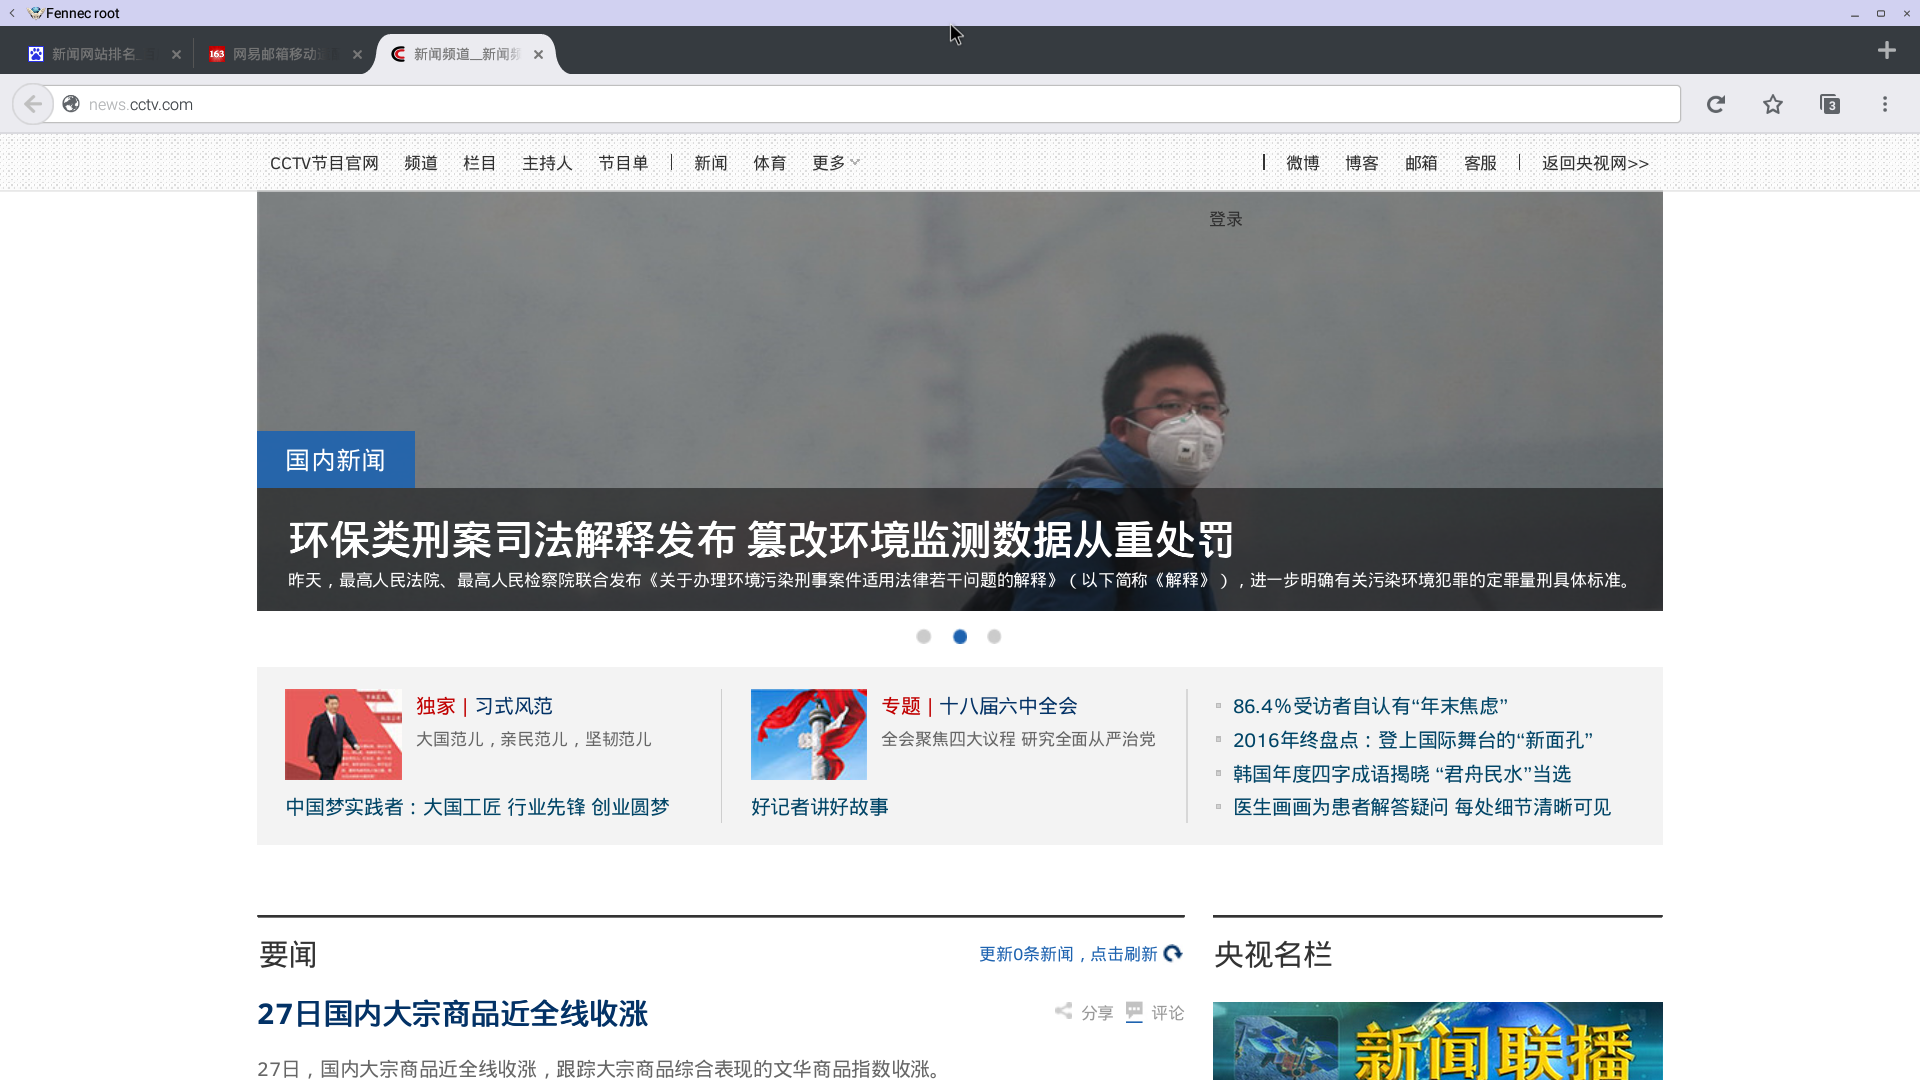 Fennec root
新闻网站排名_
163 网易邮箱移动
新闻频道__新闻频
news.cctv.com
3
CCTV节目官网 频道 栏目 主持人 节目单 | 新闻 体育 更多 | 微博 博客 邮箱 客服 | 返回央视网>>
登录
国内新闻
环保类刑案司法解释发布 篡改环境监测数据从重处罚
昨天，最高人民法院、最高人民检察院联合发布《关于办理环境污染刑事案件适用法律若干问题的解释》（以下简称《解释》），进一步明确有关污染环境犯罪的定罪量刑具体标准。
独家 | 习式风范
大国范儿，亲民范儿，坚韧范儿
中国梦实践者：大国工匠 行业先锋 创业圆梦
专题 | 十八届六中全会
全会聚焦四大议程 研究全面从严治党
好记者讲好故事
86.4%受访者自认有“年末焦虑”
2016年终盘点：登上国际舞台的“新面孔”
韩国年度四字成语揭晓 “君舟民水”当选
医生画画为患者解答疑问 每处细节清晰可见
要闻
更新0条新闻，点击刷新
27日国内大宗商品近全线收涨
分享 评论
27日，国内大宗商品近全线收涨，跟踪大宗商品综合表现的文华商品指数收涨。
央视名栏
新闻联播